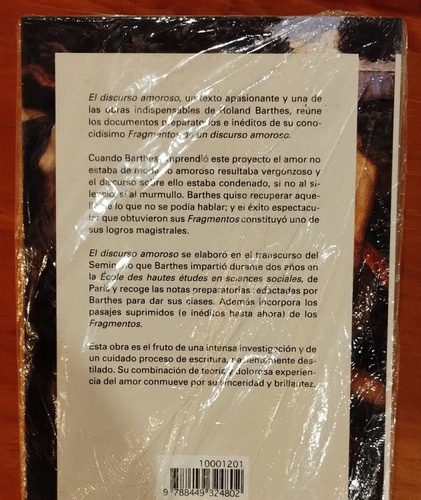 El discurso amoroso, un texto apasionante y una de
las obras indispensables de Roland Barthes, reúne
los documentos preparatorios e inéditos de su cono-
cidísimo Fragmentos de un discurso amoroso.
Cuando Barthes emprendió este proyecto el amor no
estaba de moda: lo amoroso resultaba vergonzoso y
el discurso sobre ello estaba condenado, si no al si-
lencio, sí al murmullo. Barthes quiso recuperar aque-
llo de lo que no se podía hablar; y el éxito espectacu-
lar que obtuvieron sus Fragmentos constituyó uno de
sus logros magistrales.
El discurso amoroso se elaboró en el transcurso del
Seminario que Barthes impartió durante dos años en
la École des hautes études en sciences sociales,
de París y recoge las notas preparatorias redactadas por
Barthes para dar sus clases. Además incorpora los
pasajes suprimidos (e inéditos hasta ahora) de los
Fragmentos.
Esta obra es el fruto de una intensa investigación y de
un cuidado proceso de escritura, pacientemente des-
tilado. Su combinación de teoría y dolorosa experien-
cia del amor conmueve por su sinceridad y brillantez.
10001201
9 788449 324802